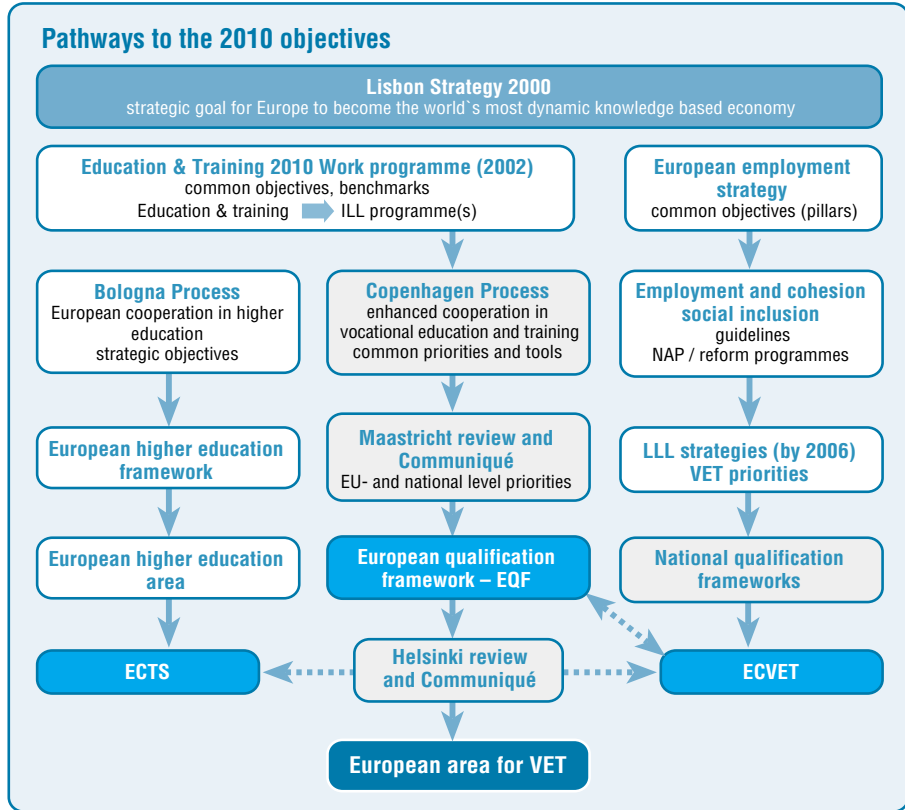 Pathways to the 2010 objectives
Lisbon Strategy 2000
strategic goal for Europe to become the world`s most dynamic knowledge based economy
Education & Training 2010 Work programme (2002)
common objectives, benchmarks
Education & training ILL programme(s)
European employment
strategy
common objectives (pillars)
Bologna Process
European cooperation in higher
education
strategic objectives
Copenhagen Process
enhanced cooperation in
vocational education and training
common priorities and tools
Employment and cohesion
social inclusion
guidelines
NAP / reform programmes
European higher education
framework
Maastricht review and
Communiqué
EU- and national level priorities
LLL strategies (by 2006)
VET priorities
European higher education
area
European qualification
framework – EQF
National qualification
frameworks
ECTS
Helsinki review
and Communiqué
ECVET
European area for VET